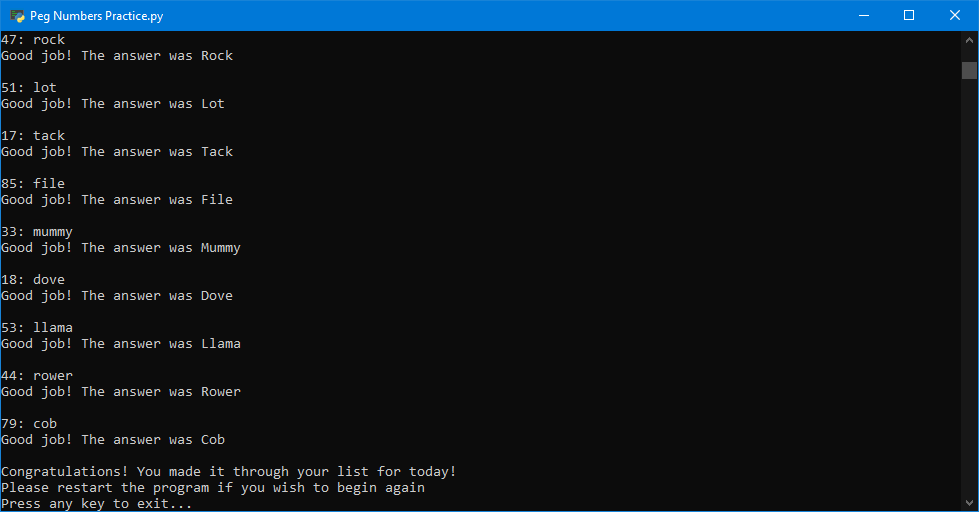 Peg Numbers Practice.py
47: rock
Good job! The answer was Rock
51: lot
Good job! The answer was Lot
17: tack
Good job! The answer was Tack
85: file
Good job! The answer was File
33: mummy
Good job! The answer was Mummy
18: dove
Good job! The answer was Dove
53: llama
Good job! The answer was Llama
44: rower
Good job! The answer was Rower
79: cob
Good job! The answer was Cob
Congratulations! You made it through your list for today!
Please restart the program if you wish to begin again
Press any key to exit...